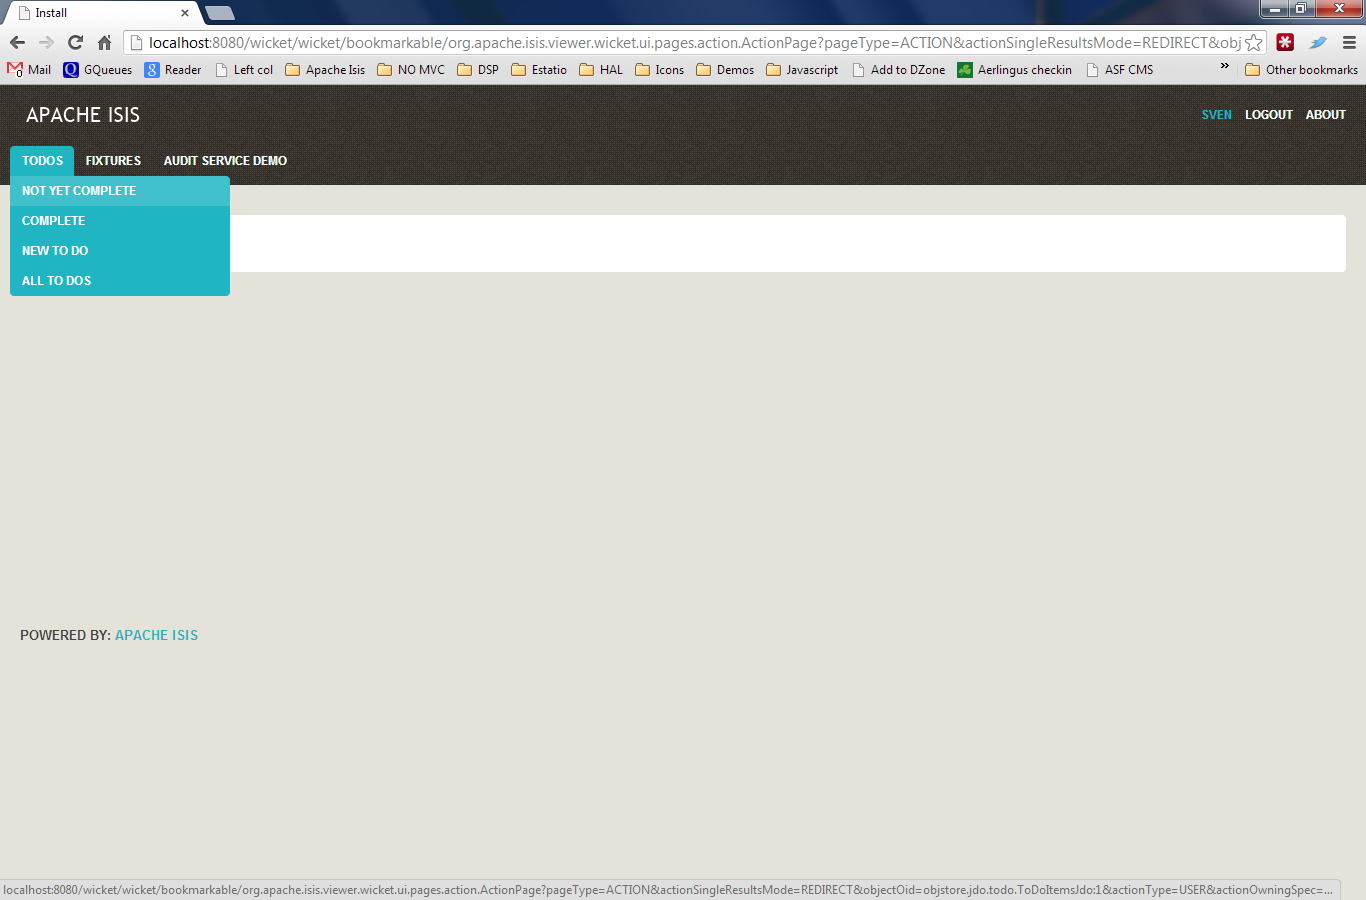 Install
localhost:8080/wicket/wicket/bookmarkable/org.apache.isis.viewer.wicket.ui.pages.action.ActionPage?pageType=ACTION&actionSingleResultsMode=REDIRECT&obj
Mail GQueues Reader Left col Apache Isis NO MVC DSP Estatio HAL Icons Demos Javascript Add to DZone Aerlingus checkin ASF CMS » Other bookmarks
APACHE ISIS SVEN LOGOUT ABOUT
TODOS FIXTURES AUDIT SERVICE DEMO
NOT YET COMPLETE
COMPLETE
NEW TO DO
ALL TO DOS
POWERED BY: APACHE ISIS
localhost:8080/wicket/wicket/bookmarkable/org.apache.isis.viewer.wicket.ui.pages.action.ActionPage?pageType=ACTION&actionSingleResultsMode=REDIRECT&objectOid=objstore.jdo.todo.ToDoItemsJdo:1&actionType=USER&actionOwningSpec=...